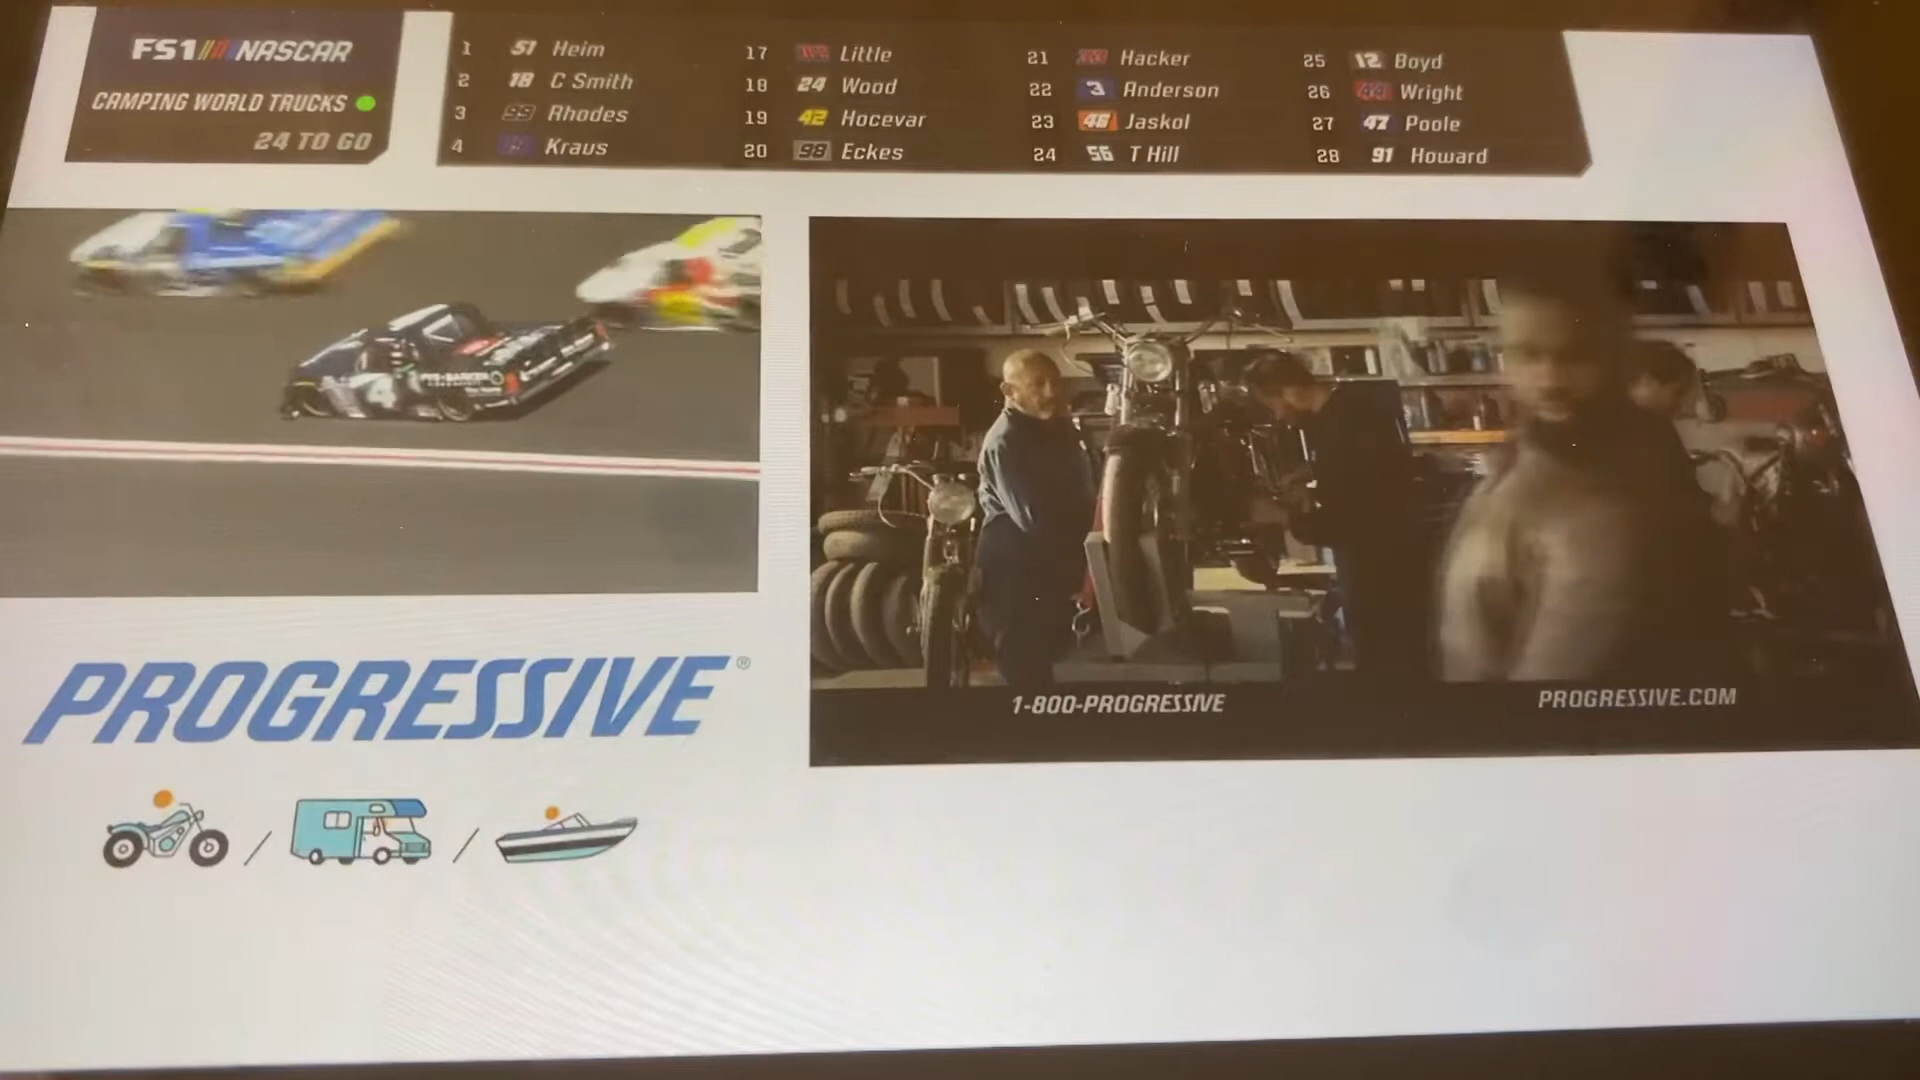 FS1 NASCAR
CAMPING WORLD TRUCKS
24 TO GO
1 51 Heim
2 18 C Smith
3 99 Rhodes
4 Kraus
17 Little
18 24 Wood
19 42 Hocevar
20 98 Eckes
21 Hacker
22 3 Anderson
23 46 Jaskol
24 56 T Hill
25 12 Boyd
26 44 Wright
27 47 Poole
28 91 Howard
4
PROGRESSIVE®
1-800-PROGRESSIVE
PROGRESSIVE.COM